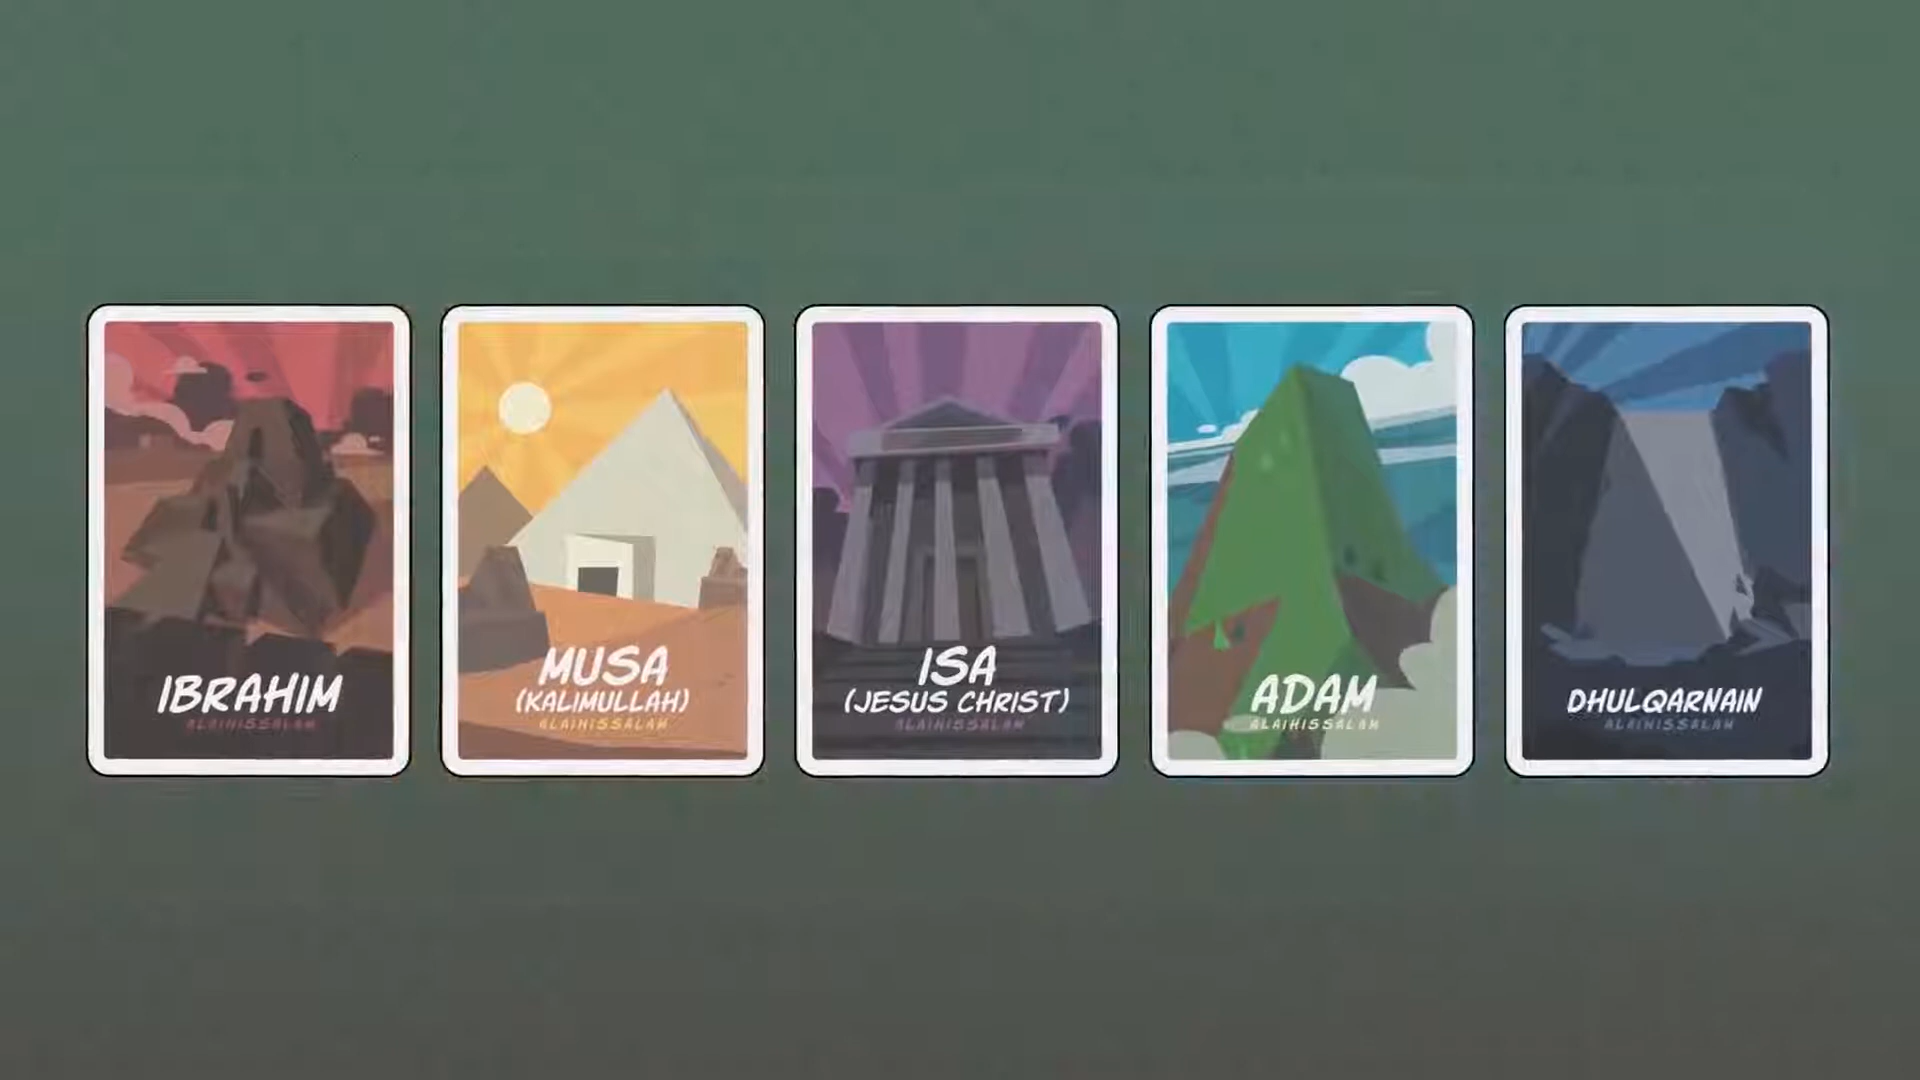 IBRAHIM
ALAIHISSALAM
MUSA
(KALIMULLAH)
ALAIHISSALAM
ISA
(JESUS CHRIST)
ALAIHISSALAM
ADAM
ALAIHISSALAM
DHULQARNAIN
ALAIHISSALAM